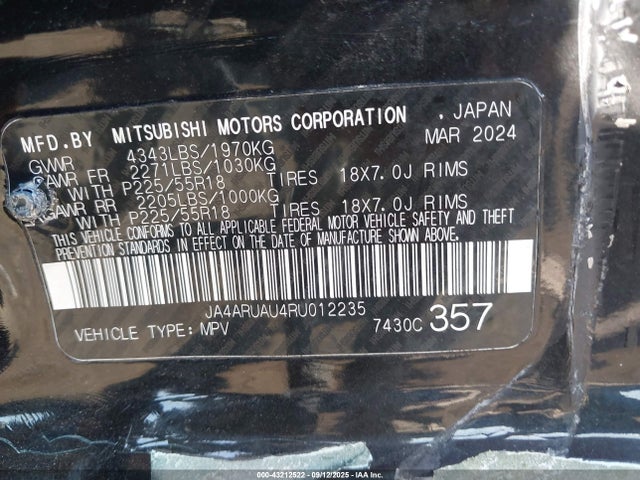 MFD.BY MITSUBISHI MOTORS CORPORATION . JAPAN
MAR 2024
GVWR 4343LBS/1970KG
GAWR FR 2271LBS/1030KG
WITH P225/55R18 TIRES 18X7.0J RIMS
GAWR RR 2205LBS/1000KG
WITH P225/55R18 TIRES 18X7.0J RIMS
THIS VEHICLE CONFORMS TO ALL APPLICABLE FEDERAL MOTOR VEHICLE SAFETY AND THEFT
PREVENTION STANDARDS IN EFFECT ON THE DATE OF MANUFACTURE SHOWN ABOVE.
JA4ARUAU4RU012235
VEHICLE TYPE:MPV 7430C 357
000-43212522 - 09/12/2025 - IAA Inc.